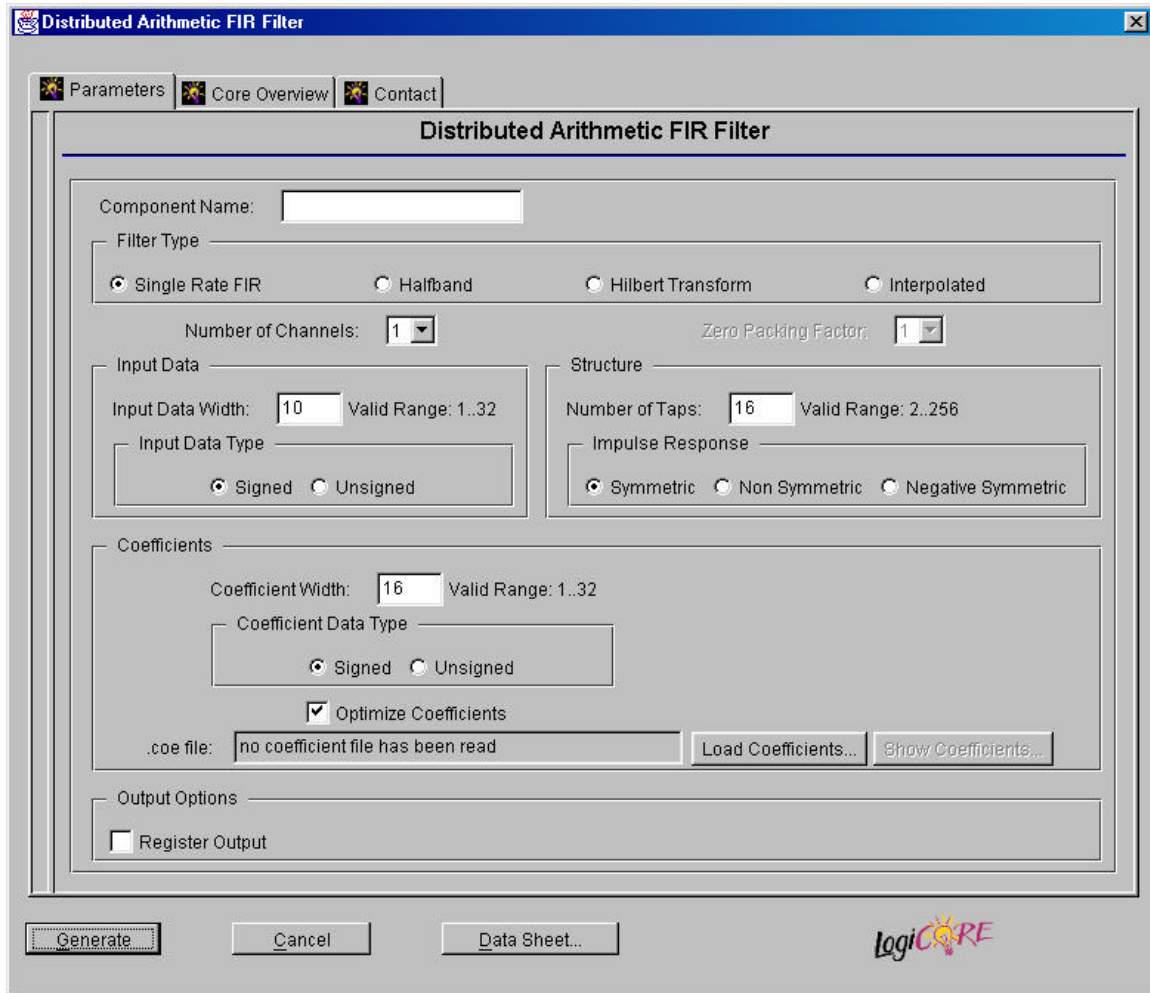 Distributed Arithmetic FIR Filter
Parameters Core Overview Contact
Distributed Arithmetic FIR Filter
Component Name:
Filter Type
Single Rate FIR Halfband Hilbert Transform Interpolated
Number of Channels: 1 Zero Packing Factor: 1
Input Data Structure
Input Data Width: 10 Valid Range: 1..32 Number of Taps: 16 Valid Range: 2..256
Input Data Type Impulse Response
Signed Unsigned Symmetric Non Symmetric Negative Symmetric
Coefficients
Coefficient Width: 16 Valid Range: 1..32
Coefficient Data Type
Signed Unsigned
Optimize Coefficients
.coe file: no coefficient file has been read Load Coefficients... Show Coefficients...
Output Options
Register Output
Generate Cancel Data Sheet... LogiCORE